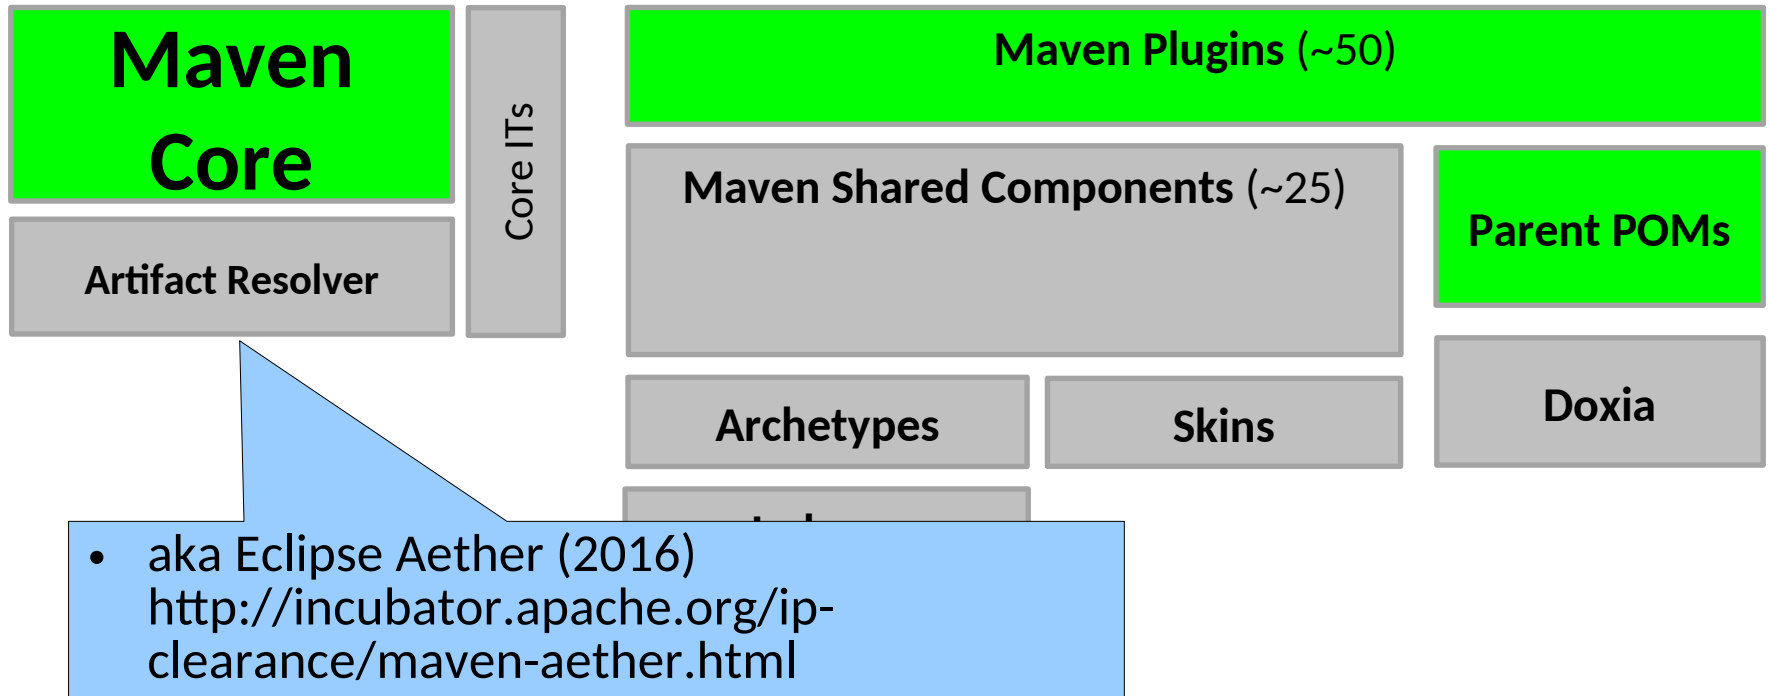 Maven
Core
Core ITs
Artifact Resolver
Maven Plugins (~50)
Maven Shared Components (~25)
Parent POMs
Archetypes
Skins
Doxia
• aka Eclipse Aether (2016)
http://incubator.apache.org/ip-
clearance/maven-aether.html